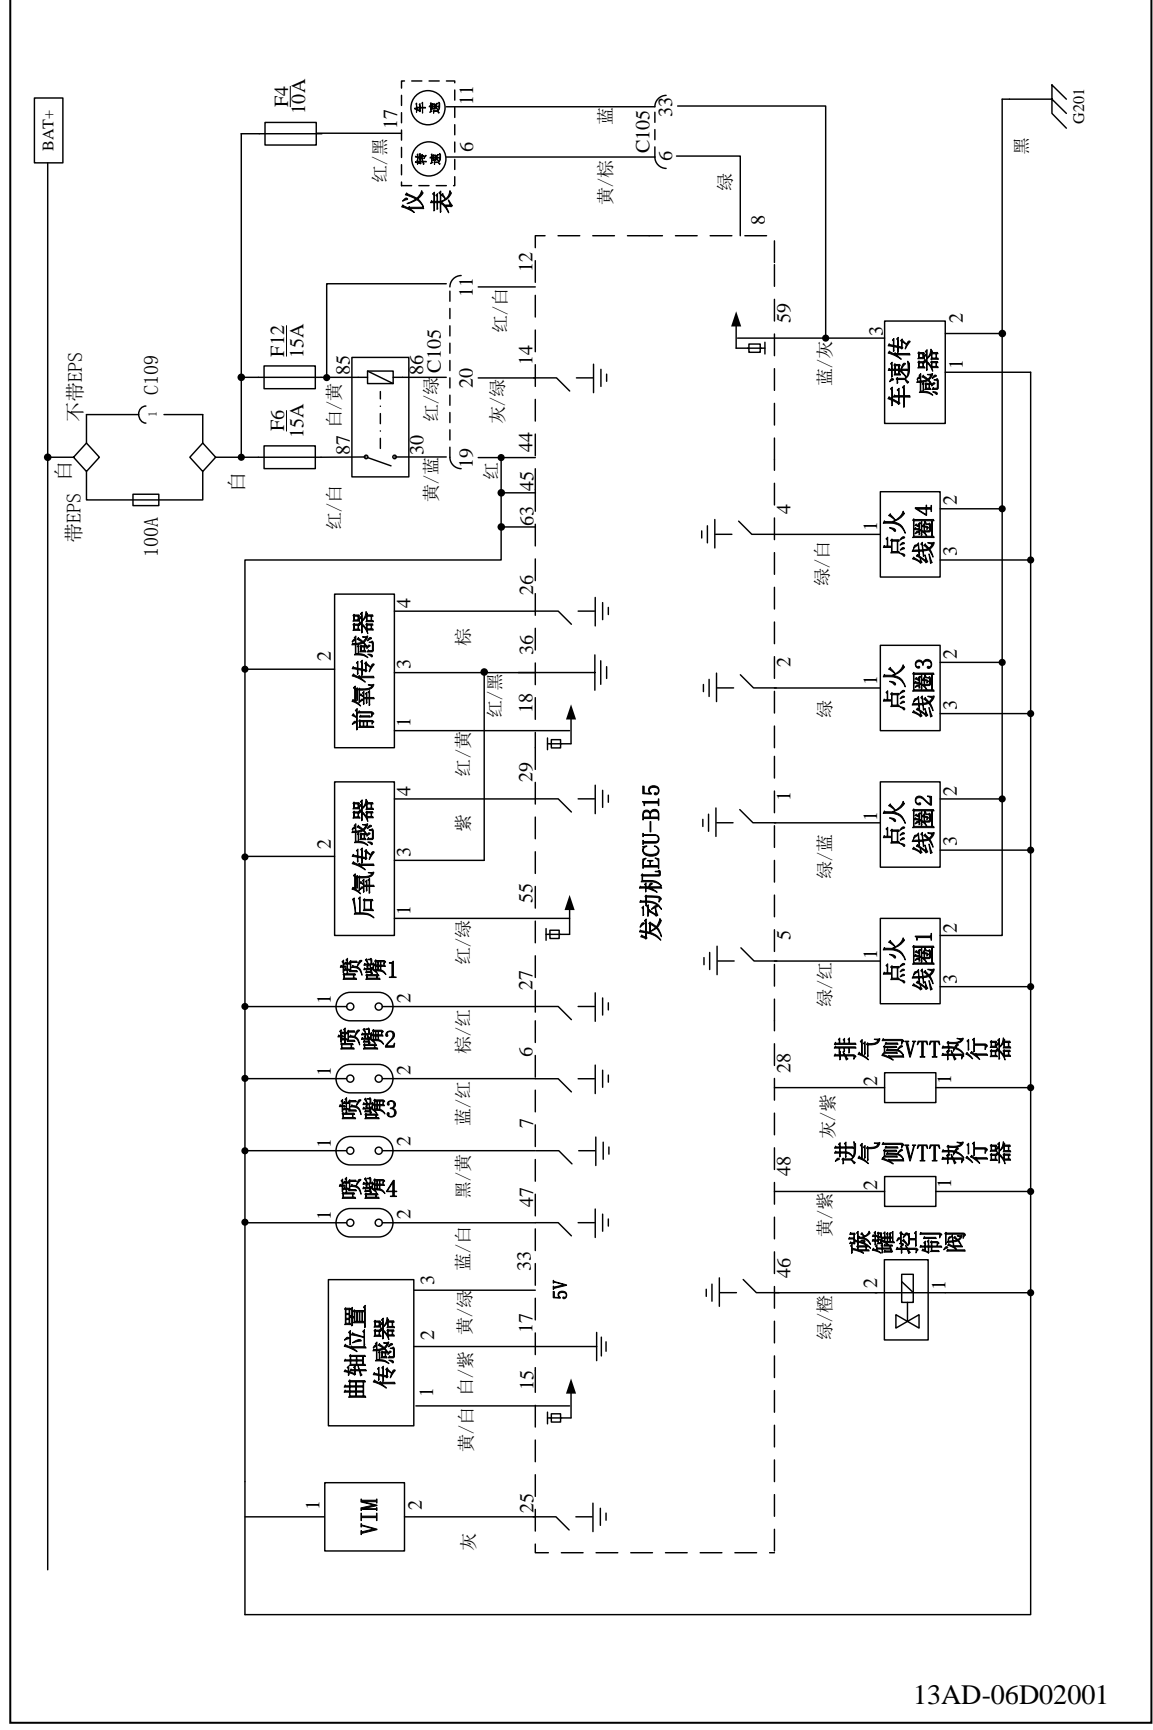 BAT+
白
带EPS
不带EPS
100A
1
C109
白
F6
15A
F12
15A
F4
10A
红/白
白/黄
红/黑
87
85
30
86
17
仪表
转速
车速
6
11
黄/蓝
红/绿
C105
19
20
11
黄/棕
蓝
C105
6
33
绿
红
灰/绿
红/白
63
45
44
14
12
8
VIM
1
2
灰
25
曲轴位置
传感器
1
2
3
黄/白
白/紫
黄/绿
15
17
33
5V
喷嘴4
1
2
蓝/白
47
喷嘴3
1
2
黑/黄
7
喷嘴2
1
2
蓝/红
6
喷嘴1
1
2
棕/红
27
后氧传感器
2
1
3
4
红/绿
紫
55
29
前氧传感器
2
1
3
4
红/黄
红/黑
棕
18
36
26
发动机ECU-B15
46
48
28
5
1
2
4
59
绿/橙
黄/紫
灰/紫
绿/红
绿/蓝
绿
绿/白
蓝/灰
碳罐控制阀
2
1
进气侧VTT执行器
2
1
排气侧VTT执行器
2
1
点火
线圈1
1
3
2
点火
线圈2
1
3
2
点火
线圈3
1
3
2
点火
线圈4
1
3
2
车速传
感器
3
1
2
黑
G201
13AD-06D02001